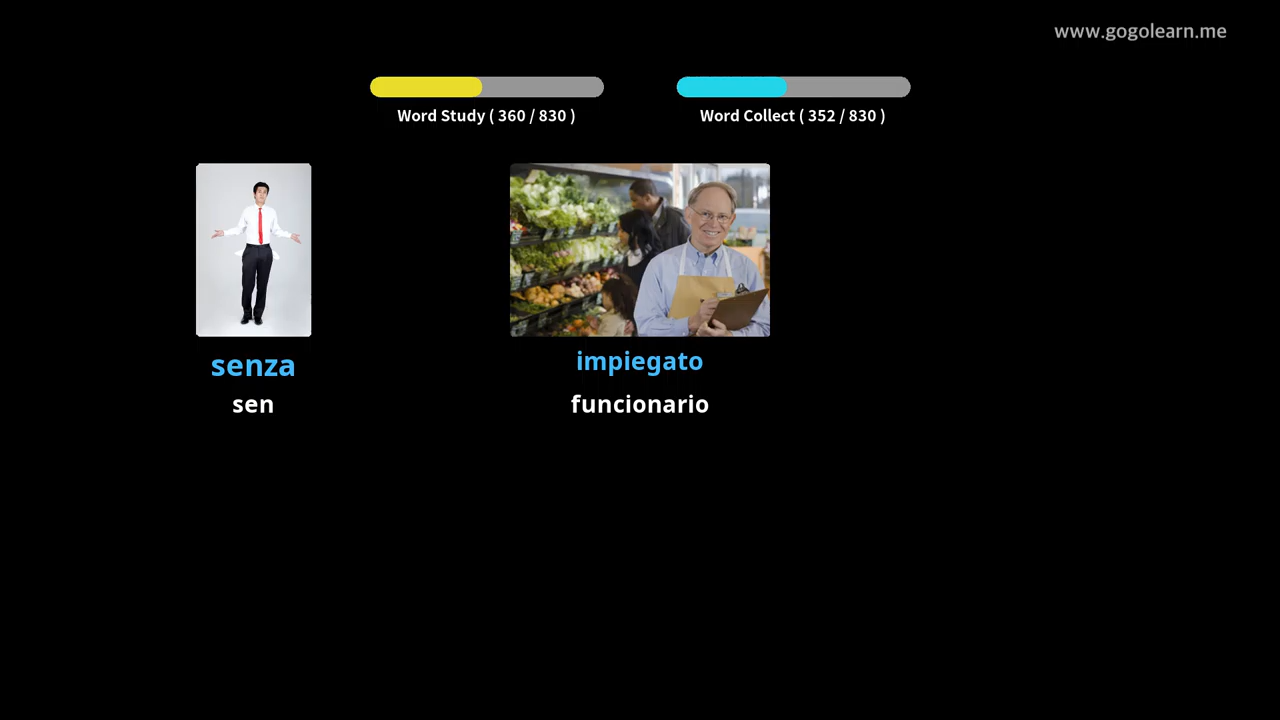 www.gogolearn.me
Word Study ( 360 / 830 )
Word Collect ( 352 / 830 )
senza
sen
impiegato
funcionario